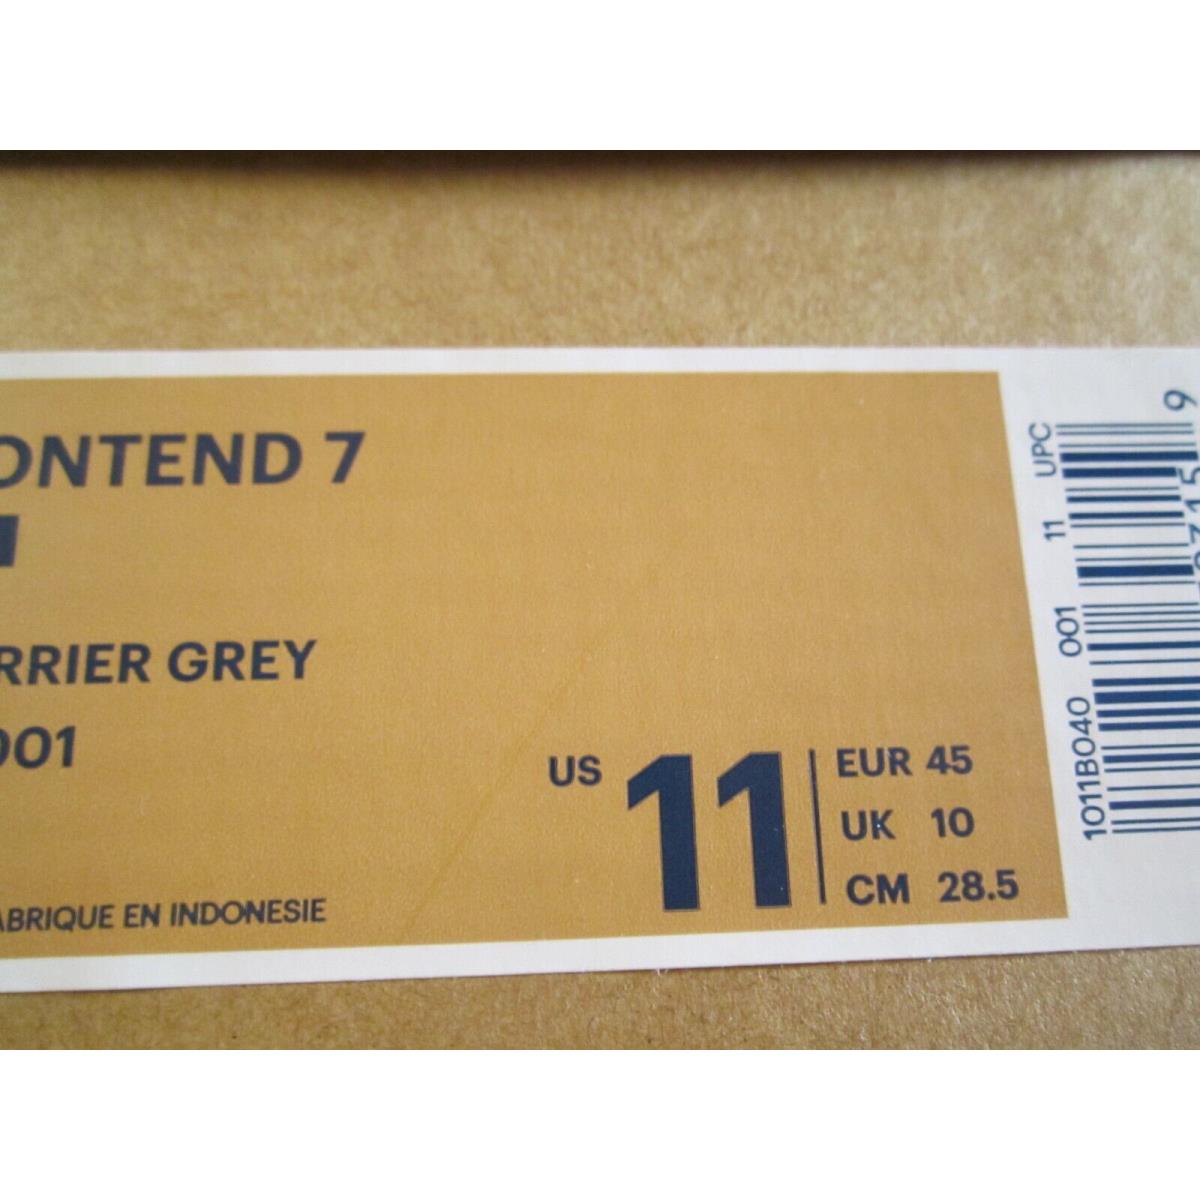 ONTEND 7
RRIER GREY
001
US 11
EUR 45
UK 10
CM 28.5
ABRIQUE EN INDONESIE
1011B040 001 11 UPC
9